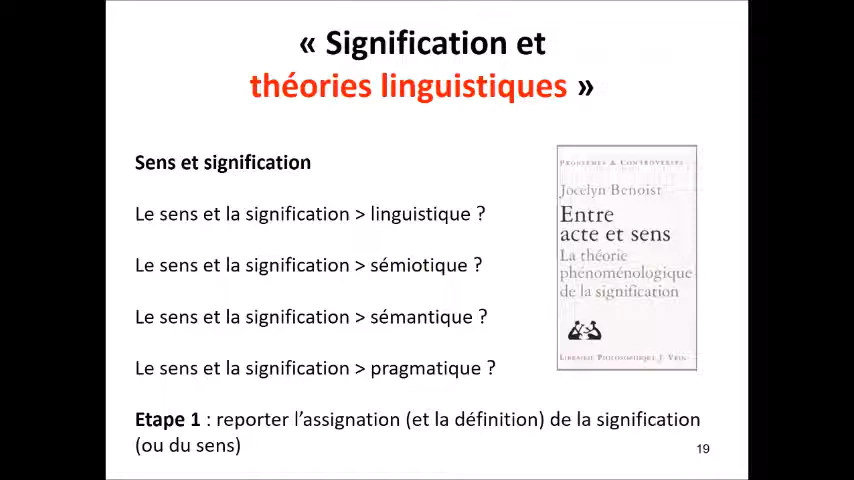 « Signification et
théories linguistiques »
Sens et signification
Le sens et la signification > linguistique ?
Le sens et la signification > sémiotique ?
Le sens et la signification > sémantique ?
Le sens et la signification > pragmatique ?
Etape 1 : reporter l’assignation (et la définition) de la signification
(ou du sens)
PROBLÈMES & CONTROVERSES
Jocelyn Benoist
Entre
acte et sens
La théorie
phénoménologique
de la signification
LIBRAIRIE PHILOSOPHIQUE J. VRIN
19